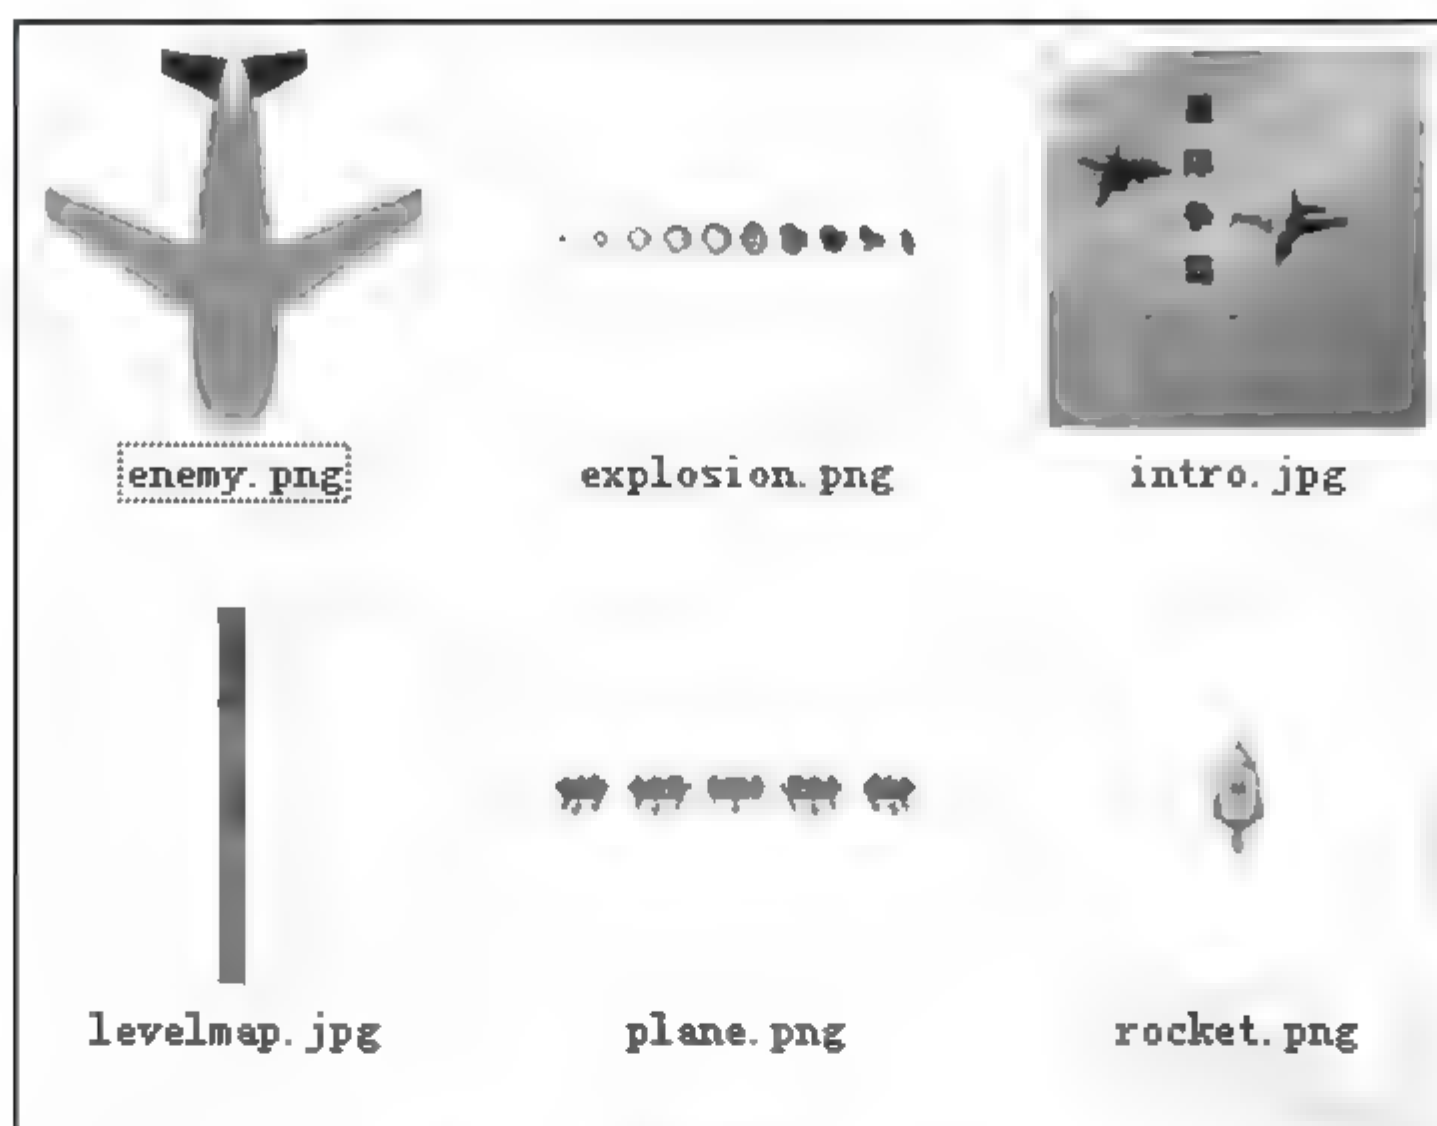 enemy.png
explosion.png
intro.jpg
levelmap.jpg
plane.png
rocket.png